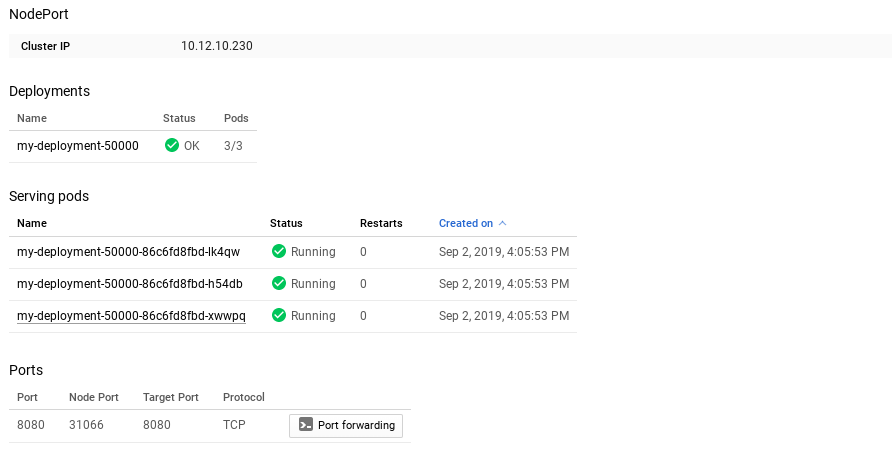 NodePort
Cluster IP 10.12.10.230
Deployments
Name Status Pods
my-deployment-50000 OK 3/3
Serving pods
Name Status Restarts Created on
my-deployment-50000-86c6fd8fbd-lk4qw Running 0 Sep 2, 2019, 4:05:53 PM
my-deployment-50000-86c6fd8fbd-h54db Running 0 Sep 2, 2019, 4:05:53 PM
my-deployment-50000-86c6fd8fbd-xwwpq Running 0 Sep 2, 2019, 4:05:53 PM
Ports
Port Node Port Target Port Protocol
8080 31066 8080 TCP Port forwarding